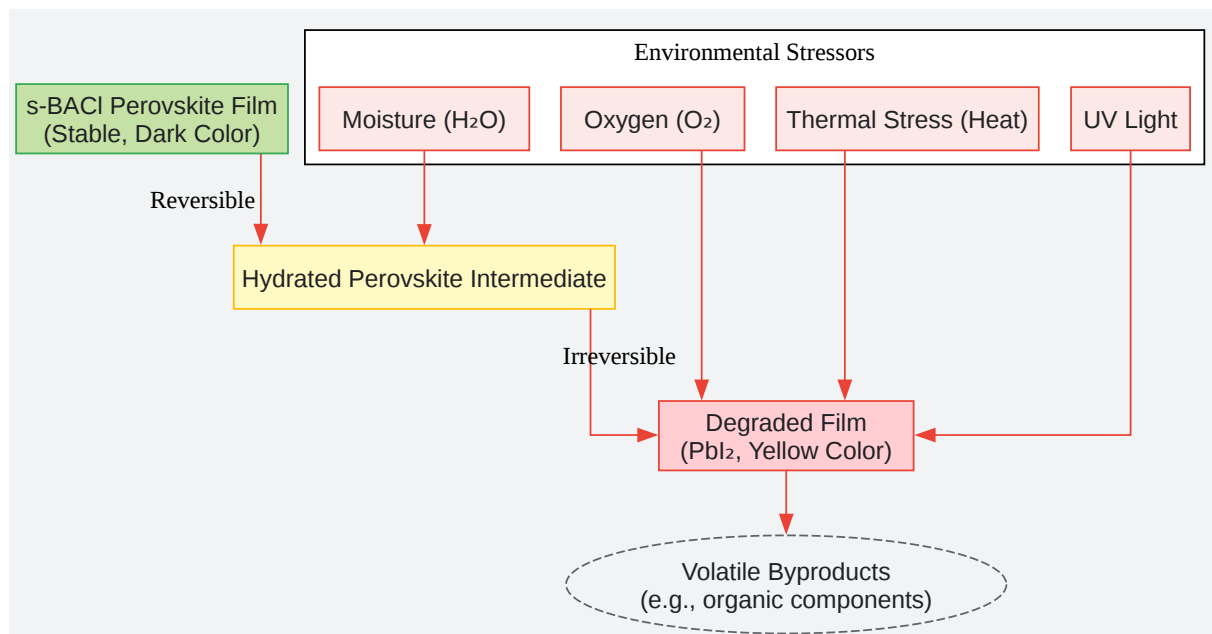 Environmental Stressors
s-BACl Perovskite Film
(Stable, Dark Color)
Moisture (H₂O)
Oxygen (O₂)
Thermal Stress (Heat)
UV Light
Reversible
Hydrated Perovskite Intermediate
Irreversible
Degraded Film
(PbI₂, Yellow Color)
Volatile Byproducts
(e.g., organic components)